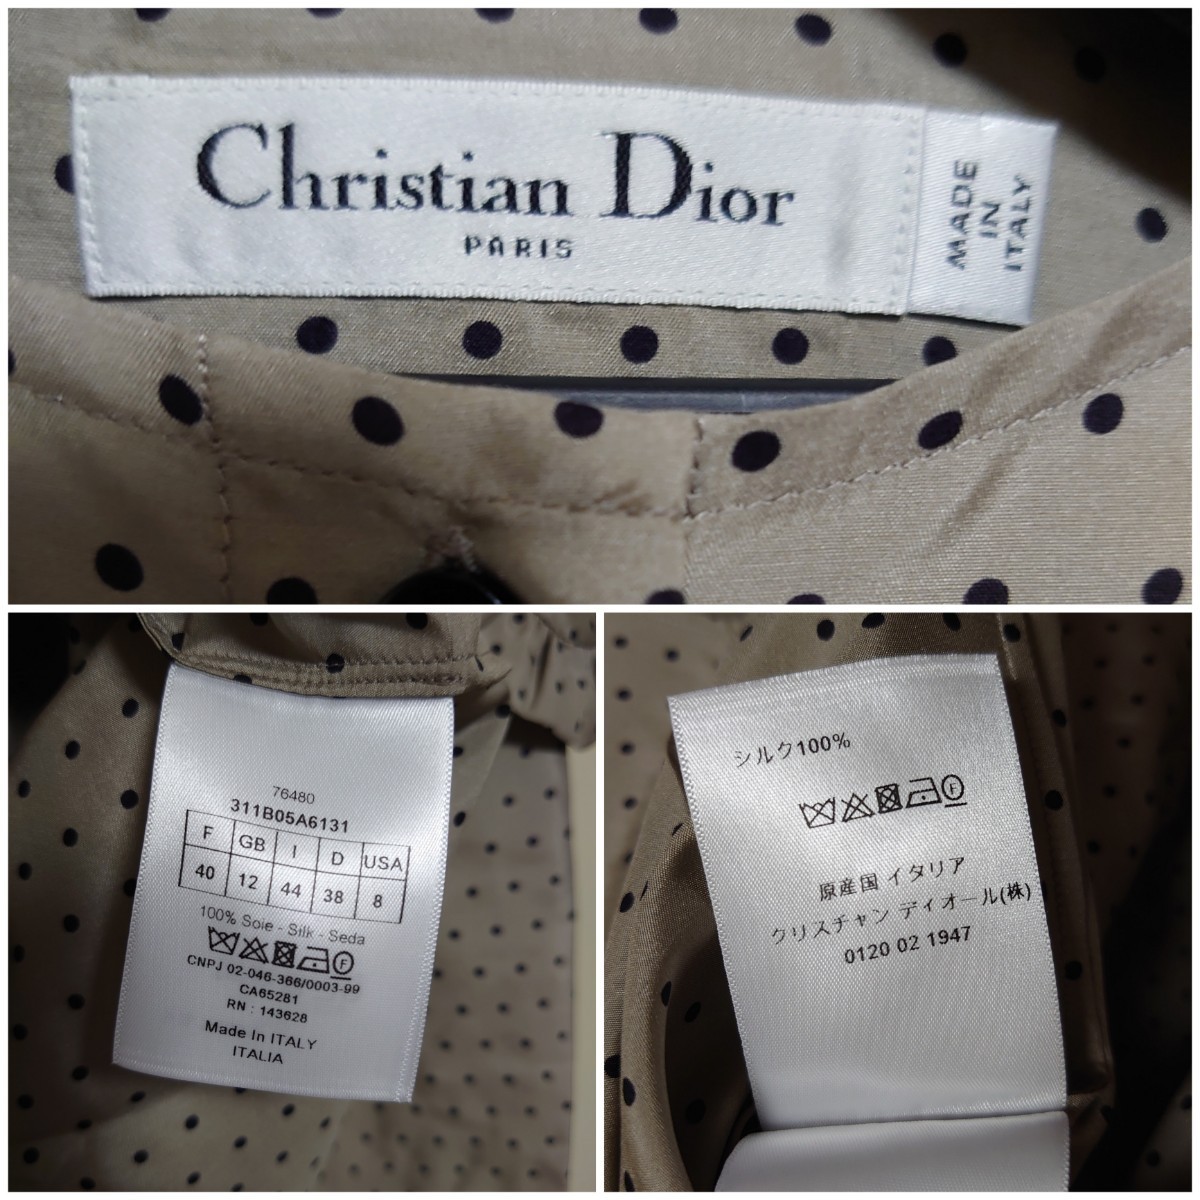 Christian Dior
PARIS
MADE
IN
ITALY
76480
311B05A6131
F GB I D USA
40 12 44 38 8
100% Soie - Silk - Seda
F
CNPJ 02-046-366/0003-99
CA65281
RN : 143628
Made In ITALY
ITALIA
シルク100%
F
原産国 イタリア
クリスチャン ディオール(株)
0120 02 1947